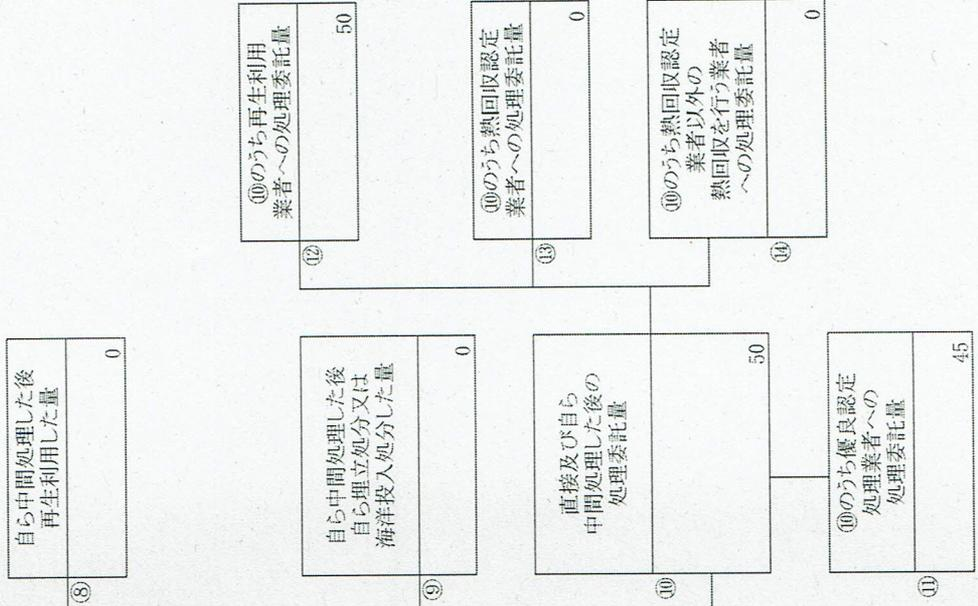 ⑧
自ら中間処理した後
再生利用した量
0
⑨
自ら中間処理した後
自ら埋立処分又は
海洋投入処分した量
0
⑩
直接及び自ら
中間処理した後の
処理委託量
50
⑪
⑩のうち優良認定
処理業者への
処理委託量
45
⑫
⑩のうち再生利用
業者への処理委託量
50
⑬
⑩のうち熱回収認定
業者への処理委託量
0
⑭
⑩のうち熱回収認定
業者以外の
熱回収を行う業者
への処理委託量
0